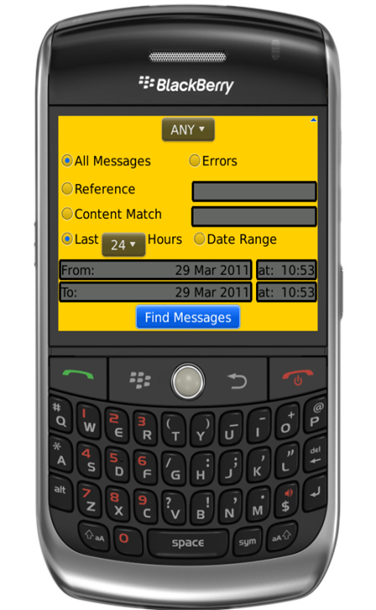 BlackBerry
ANY
All Messages Errors
Reference
Content Match
Last 24 Hours Date Range
From: 29 Mar 2011 at: 10:53
To: 29 Mar 2011 at: 10:53
Find Messages
# 1 2 3 ( ) _ - + @
Q W E R T Y U I O P
* 4 5 6 / : ; ' " del
A S D F G H J K L
alt 7 8 9 ? ! , . $
Z X C V B N M
aA 0 space sym aA